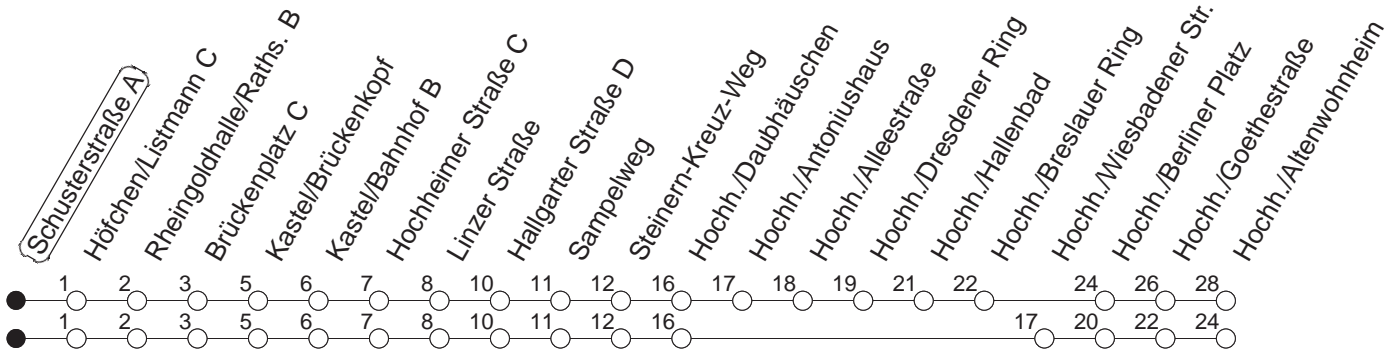 Schusterstraße A
Höfchen/Listmann C
Rheingoldhalle/Raths. B
Brückenplatz C
Kastel/Brückenkopf
Kastel/Bahnhof B
Hochheimer Straße C
Linzer Straße
Hallgarter Straße D
Sampelweg
Steinern-Kreuz-Weg
Hochh./Daubhäuschen
Hochh./Antoniushaus
Hochh./Alleestraße
Hochh./Dresdener Ring
Hochh./Hallenbad
Hochh./Breslauer Ring
Hochh./Wiesbadener Str.
Hochh./Berliner Platz
Hochh./Goethestraße
Hochh./Altenwohnheim
1 2 3 5 6 7 8 10 11 12 16 17 18 19 21 22 24 26 28
1 2 3 5 6 7 8 10 11 12 16 17 20 22 24